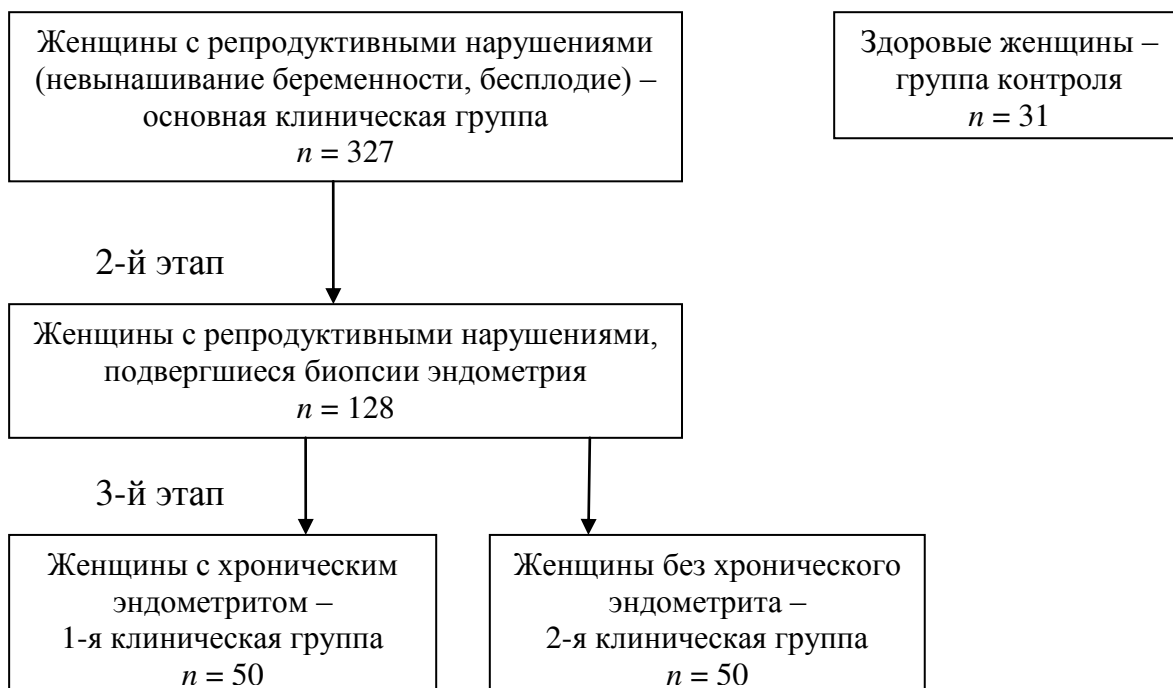 Женщины с репродуктивными нарушениями
(невынашивание беременности, бесплодие) –
основная клиническая группа
n = 327
Здоровые женщины –
группа контроля
n = 31
2-й этап
Женщины с репродуктивными нарушениями,
подвергшиеся биопсии эндометрия
n = 128
3-й этап
Женщины с хроническим
эндометритом –
1-я клиническая группа
n = 50
Женщины без хронического
эндометрита –
2-я клиническая группа
n = 50